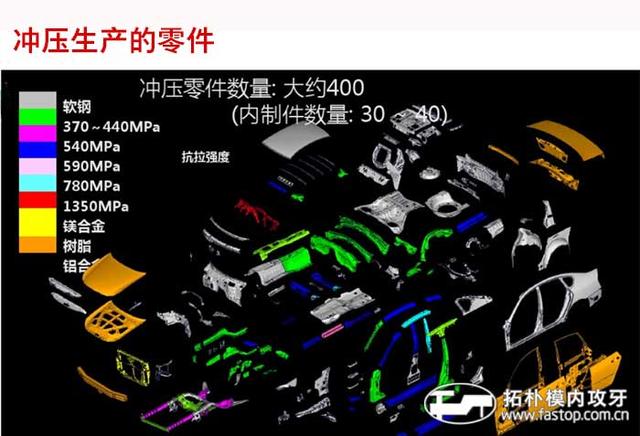 冲压生产的零件
冲压零件数量: 大约400
(内制件数量: 30 40)
抗拉强度
软钢
370～440MPa
540MPa
590MPa
780MPa
1350MPa
镁合金
树脂
铝合
拓朴模内攻牙
www.fastop.com.cn